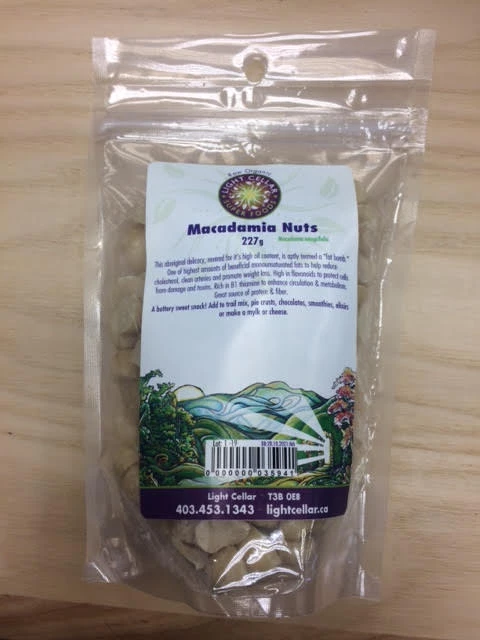 Raw Organic
LIGHT CELLAR
SUPER FOODS
Macadamia Nuts
227g
Macadamia
This aboriginal delicacy, revered for it's high oil content, is aptly termed a "fat bomb."
One of highest amounts of beneficial monounsaturated fats to help reduce
cholesterol, clean arteries and promote weight loss. High in flavonoids to protect cells
from damage and toxins. Rich in B1 thiamine to enhance circulation & metabolism.
Great source of protein & fiber.
A buttery sweet snack! Add to trail mix, pie crusts, chocolates, smoothies, elixirs
or make a mylk or cheese.
Lot: 1 -19
0 000000 035941
Light Cellar T3B 0E8
403.453.1343 lightcellar.ca